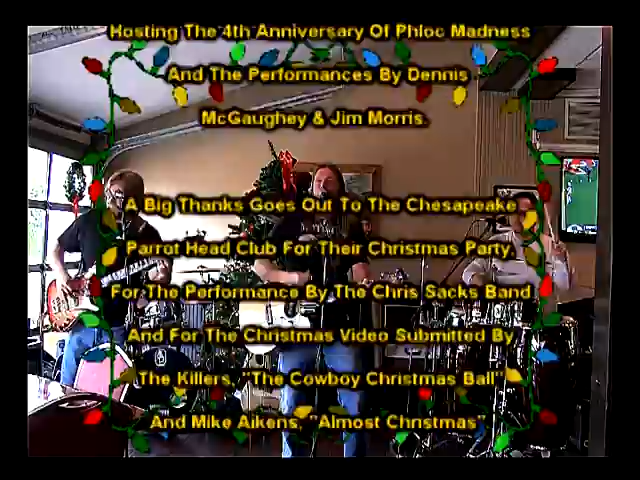 Hosting The 4th Anniversary Of Phloc Madness
And The Performances By Dennis
McGaughey & Jim Morris.
A Big Thanks Goes Out To The Chesapeake
Parrot Head Club For Their Christmas Party,
For The Performance By The Chris Sacks Band
And For The Christmas Video Submitted By
The Killers, "The Cowboy Christmas Ball"
And Mike Aikens, "Almost Christmas"